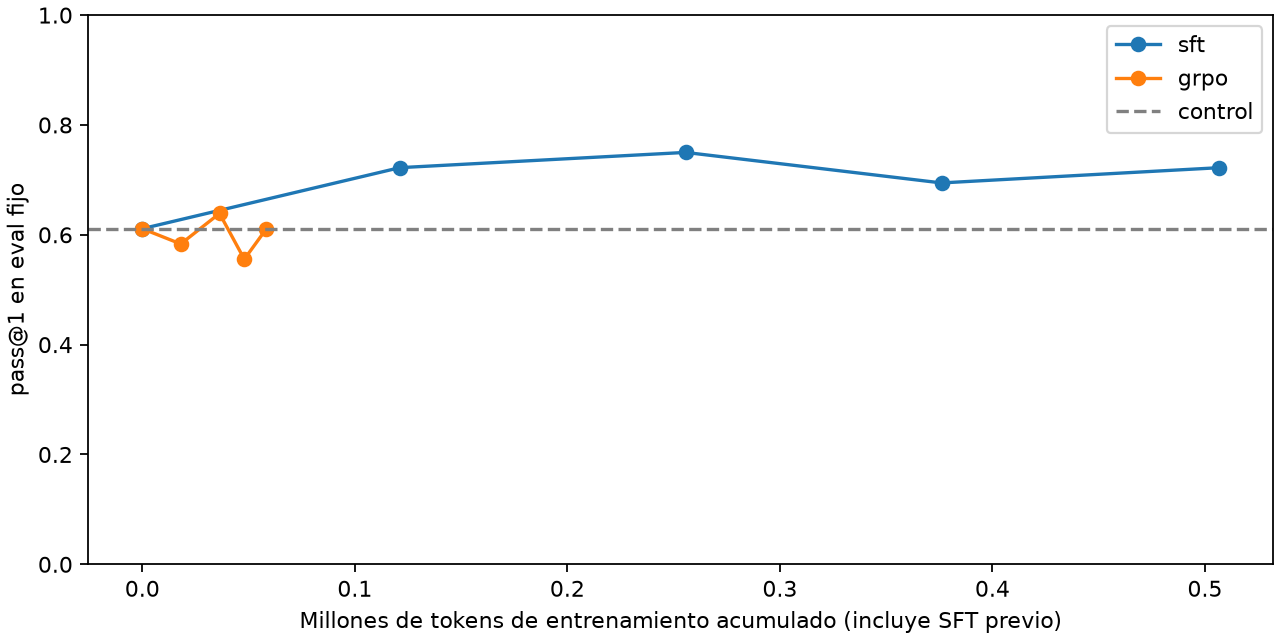 1.0
0.8
0.6
0.4
0.2
0.0
pass@1 en eval fijo
sft
grpo
control
0.0 0.1 0.2 0.3 0.4 0.5
Millones de tokens de entrenamiento acumulado (incluye SFT previo)